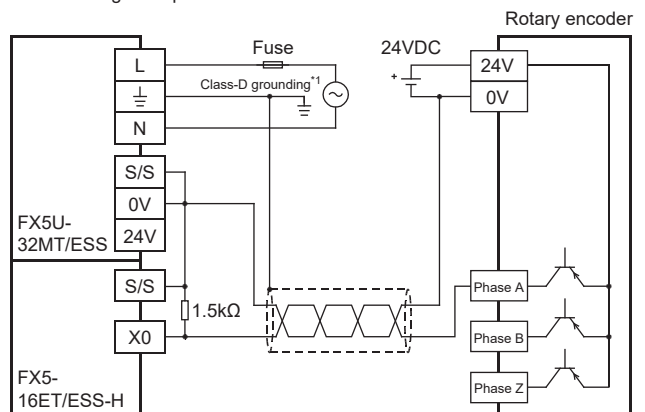 Rotary encoder
L
Fuse
24VDC
24V
Class-D grounding*1
+
0V
N
S/S
0V
24V
FX5U-
32MT/ESS
S/S
1.5kΩ
X0
Phase A
Phase B
Phase Z
FX5-
16ET/ESS-H